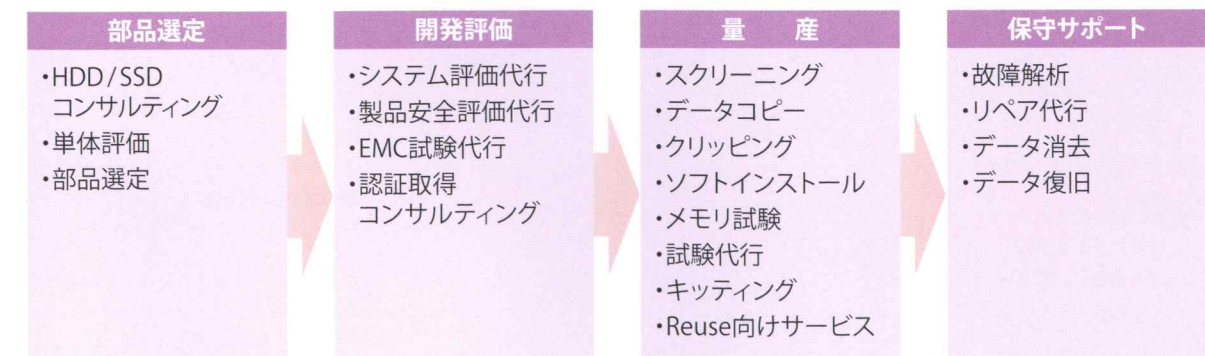 部品選定
・HDD/SSD
コンサルティング
・単体評価
・部品選定
開発評価
・システム評価代行
・製品安全評価代行
・EMC試験代行
・認証取得
コンサルティング
量　産
・スクリーニング
・データコピー
・クリッピング
・ソフトインストール
・メモリ試験
・試験代行
・キッティング
・Reuse向けサービス
保守サポート
・故障解析
・リペア代行
・データ消去
・データ復旧